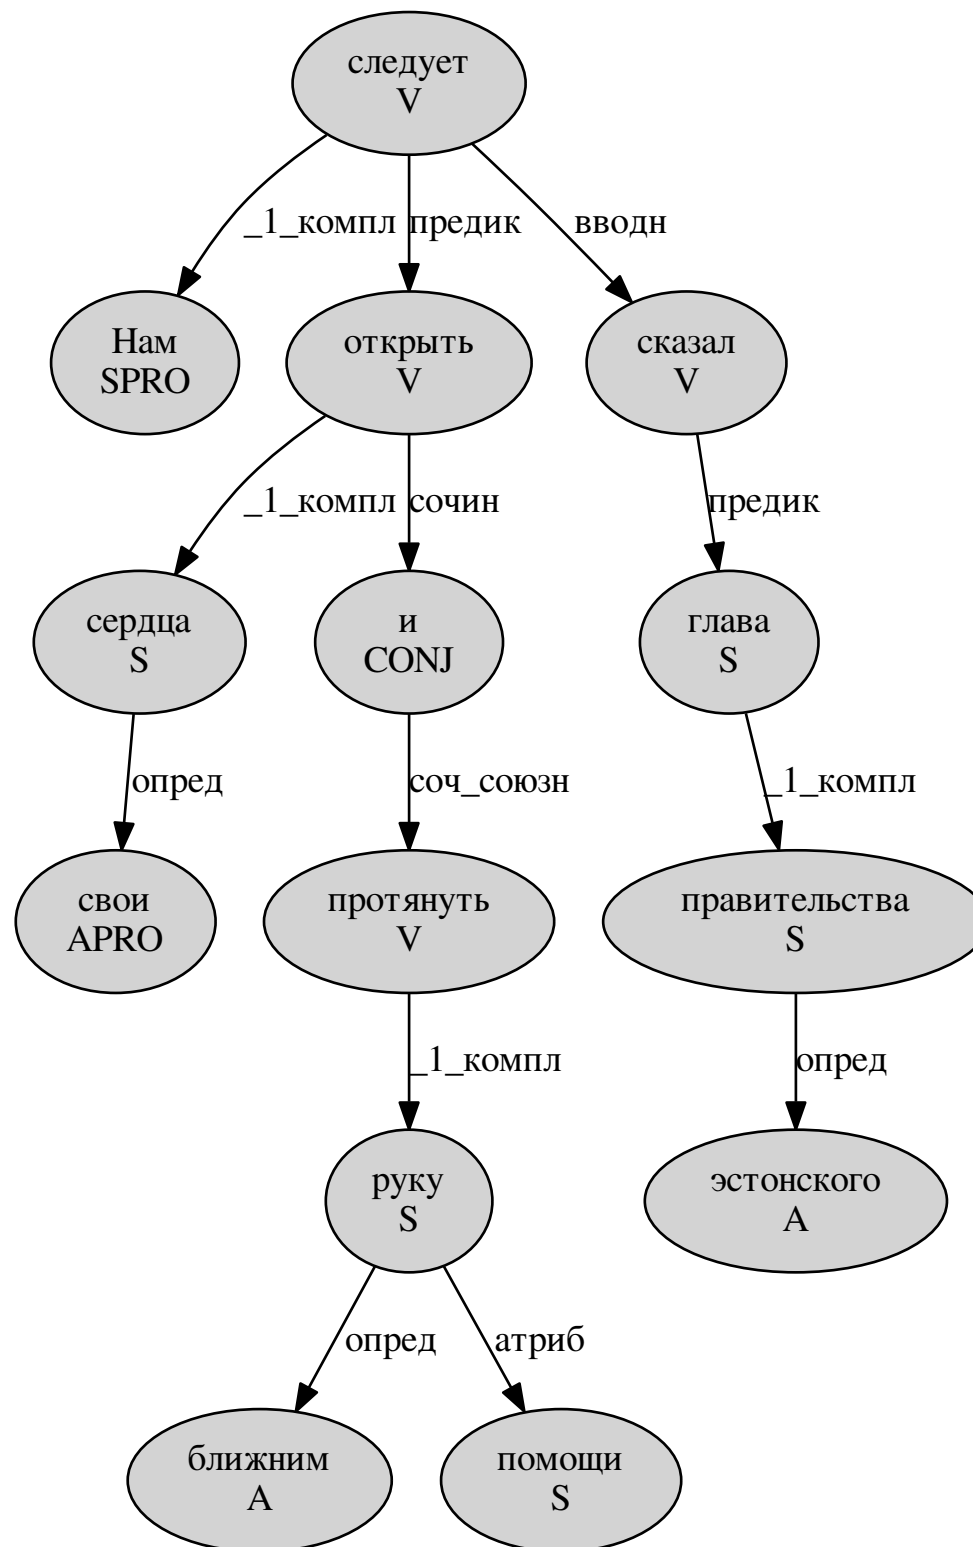 следует
V
_1_компл
предик
вводн
Нам
SPRO
открыть
V
сказал
V
_1_компл
сочин
предик
сердца
S
и
CONJ
глава
S
опред
соч_союзн
_1_компл
свои
APRO
протянуть
V
правительства
S
_1_компл
опред
руку
S
эстонского
A
опред
атриб
ближним
A
помощи
S